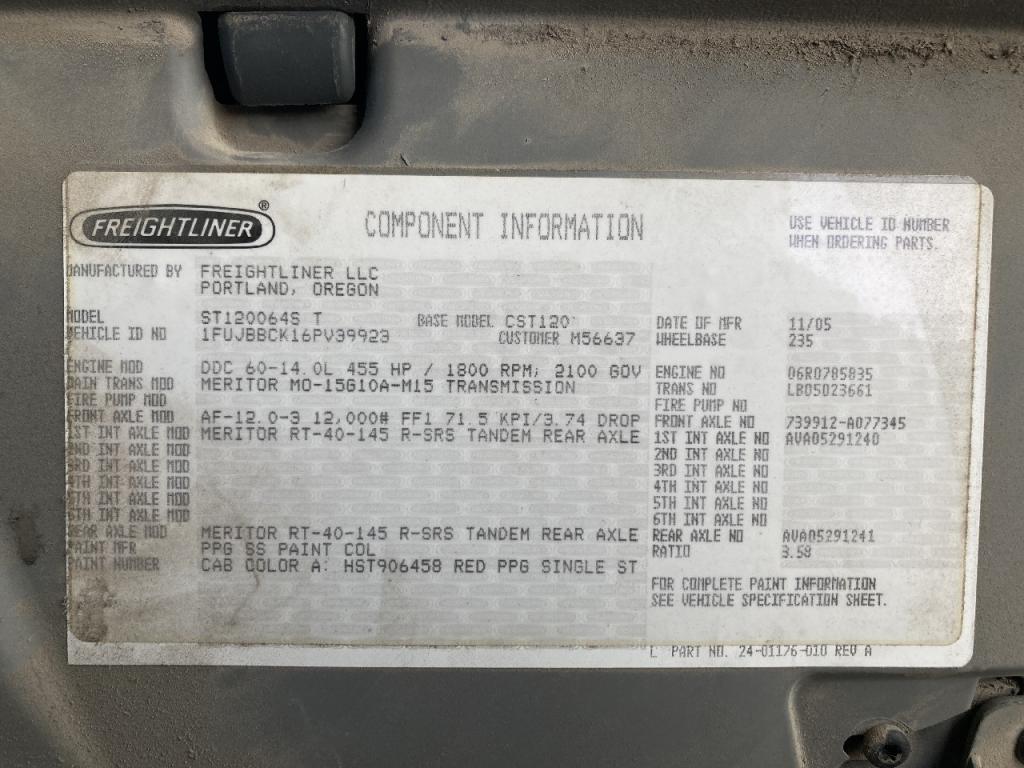 FREIGHTLINER®
COMPONENT INFORMATION
USE VEHICLE ID NUMBER
WHEN ORDERING PARTS.
MANUFACTURED BY FREIGHTLINER LLC
PORTLAND, OREGON
MODEL ST120064S T BASE MODEL CST120
VEHICLE ID NO 1FUJBBCK16PV39923 CUSTOMER M56637
ENGINE MOD DDC 60-14.0L 455 HP / 1800 RPM; 2100 GOV
MAIN TRANS MOD MERITOR MO-15G10A-M15 TRANSMISSION
FIRE PUMP MOD
FRONT AXLE MOD AF-12.0-3 12,000# FF1 71.5 KPI/3.74 DROP
1ST INT AXLE MOD MERITOR RT-40-145 R-SRS TANDEM REAR AXLE
2ND INT AXLE MOD
3RD INT AXLE MOD
4TH INT AXLE MOD
5TH INT AXLE MOD
6TH INT AXLE MOD
REAR AXLE MOD MERITOR RT-40-145 R-SRS TANDEM REAR AXLE
PAINT MFR PPG SS PAINT COL
PAINT NUMBER CAB COLOR A: HST906458 RED PPG SINGLE ST
DATE OF MFR 11/05
WHEELBASE 235
ENGINE NO 06R0785835
TRANS NO LB05023661
FIRE PUMP NO
FRONT AXLE NO 739912-A077345
1ST INT AXLE NO AVA05291240
2ND INT AXLE NO
3RD INT AXLE NO
4TH INT AXLE NO
5TH INT AXLE NO
6TH INT AXLE NO
REAR AXLE NO AVA05291241
RATIO 3.58
FOR COMPLETE PAINT INFORMATION
SEE VEHICLE SPECIFICATION SHEET.
L PART NO. 24-01176-010 REV A